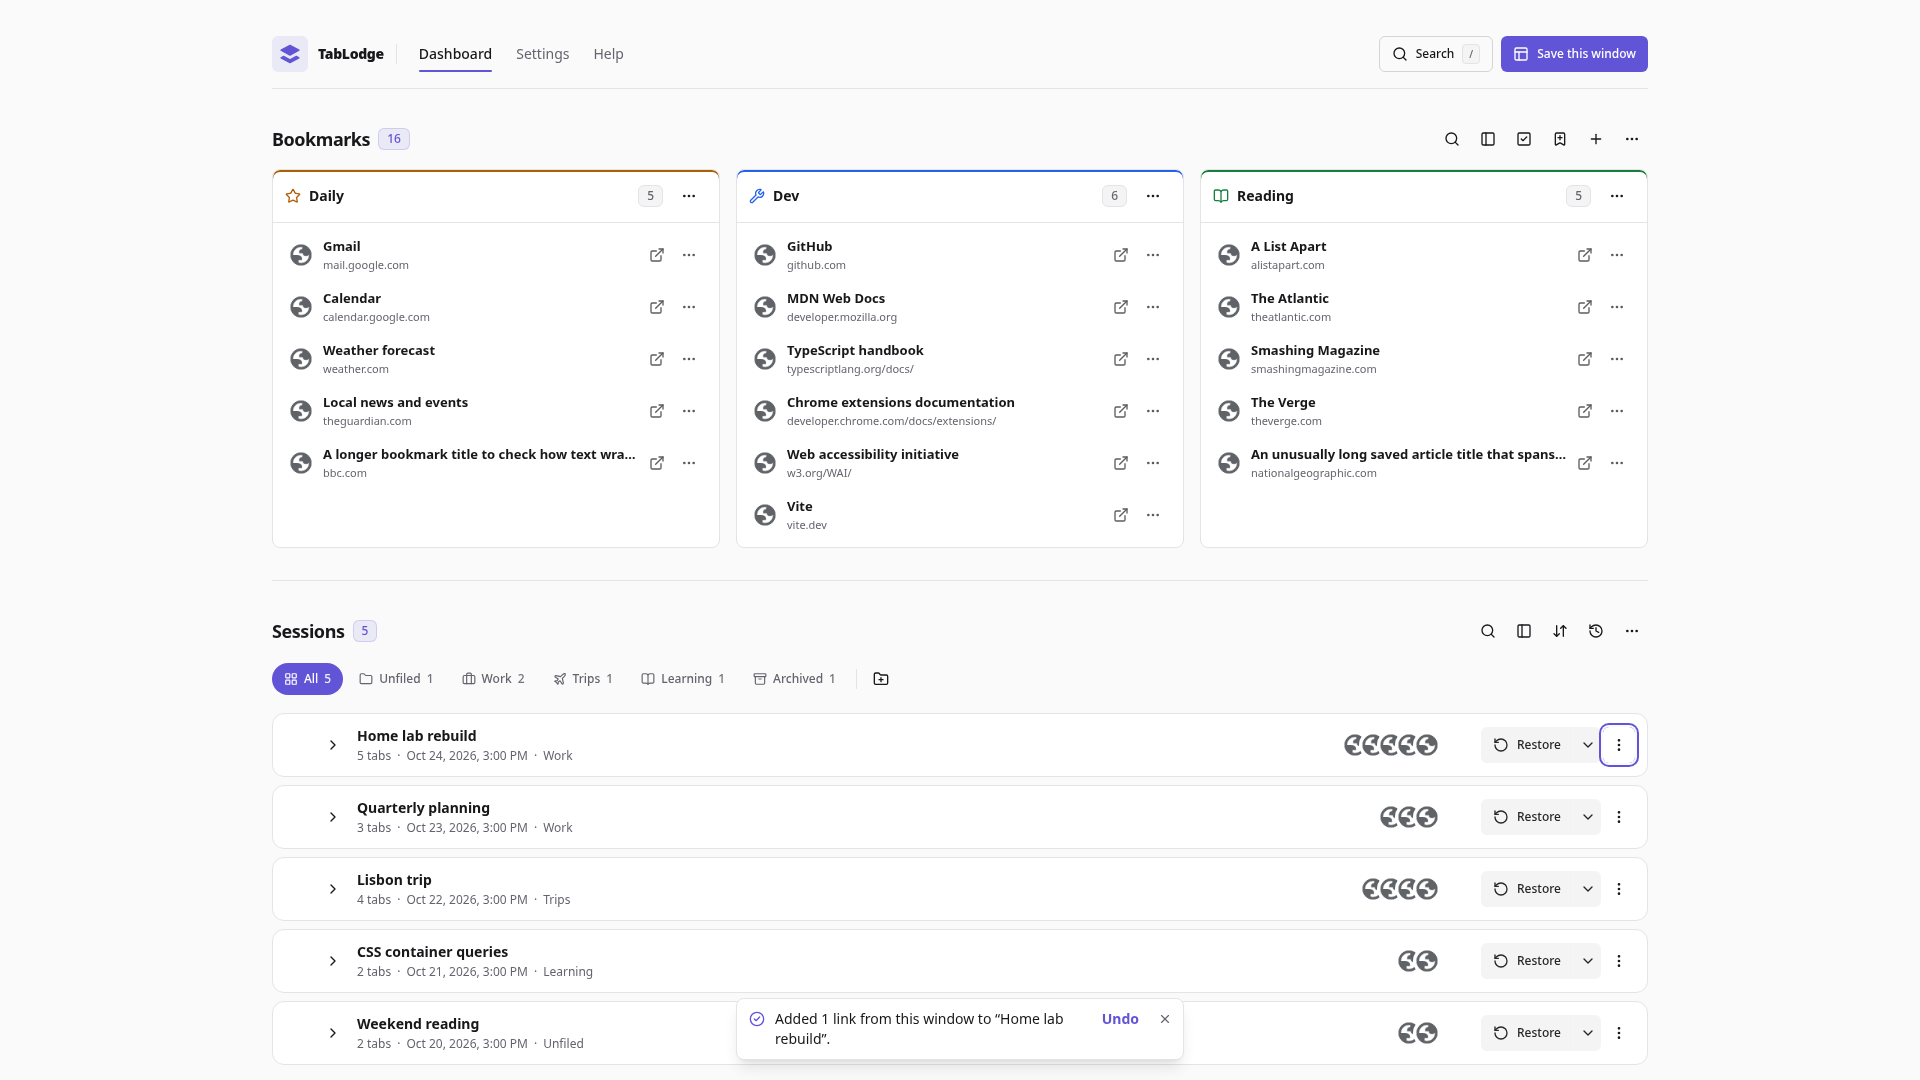 TabLodge
Dashboard
Settings
Help
Search /
Save this window
Bookmarks 16
Daily 5
Gmail
mail.google.com
Calendar
calendar.google.com
Weather forecast
weather.com
Local news and events
theguardian.com
A longer bookmark title to check how text wra...
bbc.com
Dev 6
GitHub
github.com
MDN Web Docs
developer.mozilla.org
TypeScript handbook
typescriptlang.org/docs/
Chrome extensions documentation
developer.chrome.com/docs/extensions/
Web accessibility initiative
w3.org/WAI/
Vite
vite.dev
Reading 5
A List Apart
alistapart.com
The Atlantic
theatlantic.com
Smashing Magazine
smashingmagazine.com
The Verge
theverge.com
An unusually long saved article title that spans...
nationalgeographic.com
Sessions 5
All 5
Unfiled 1
Work 2
Trips 1
Learning 1
Archived 1
Home lab rebuild
5 tabs · Oct 24, 2026, 3:00 PM · Work
Restore
Quarterly planning
3 tabs · Oct 23, 2026, 3:00 PM · Work
Restore
Lisbon trip
4 tabs · Oct 22, 2026, 3:00 PM · Trips
Restore
CSS container queries
2 tabs · Oct 21, 2026, 3:00 PM · Learning
Restore
Weekend reading
2 tabs · Oct 20, 2026, 3:00 PM · Unfiled
Restore
Added 1 link from this window to “Home lab
rebuild”.
Undo